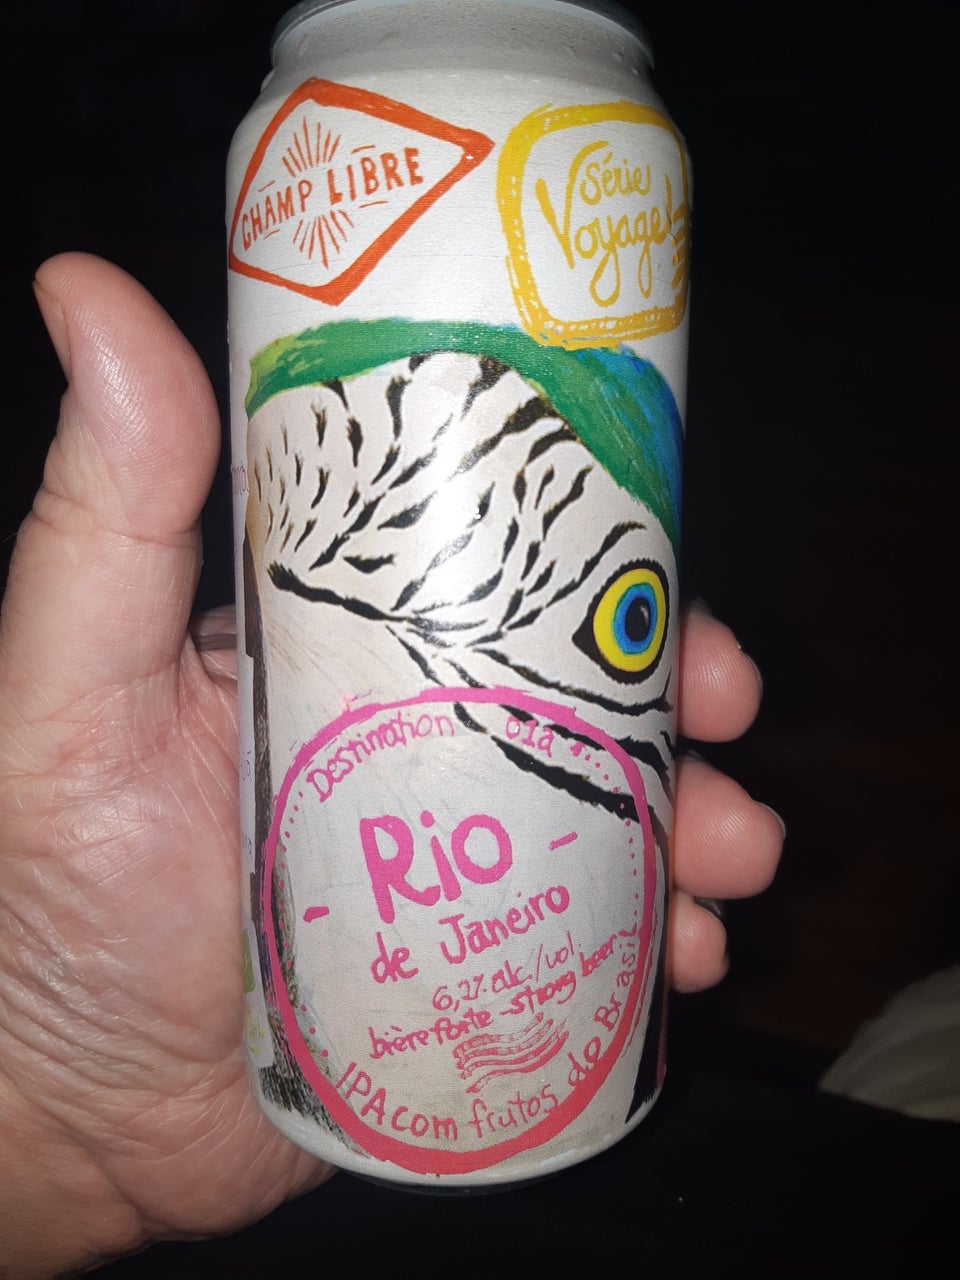 CHAMP LIBRE
Série
Voyage
Destination 01a
- Rio -
de Janeiro
6,2% alc./vol.
bière forte - strong beer
IPA com frutos do Brasil